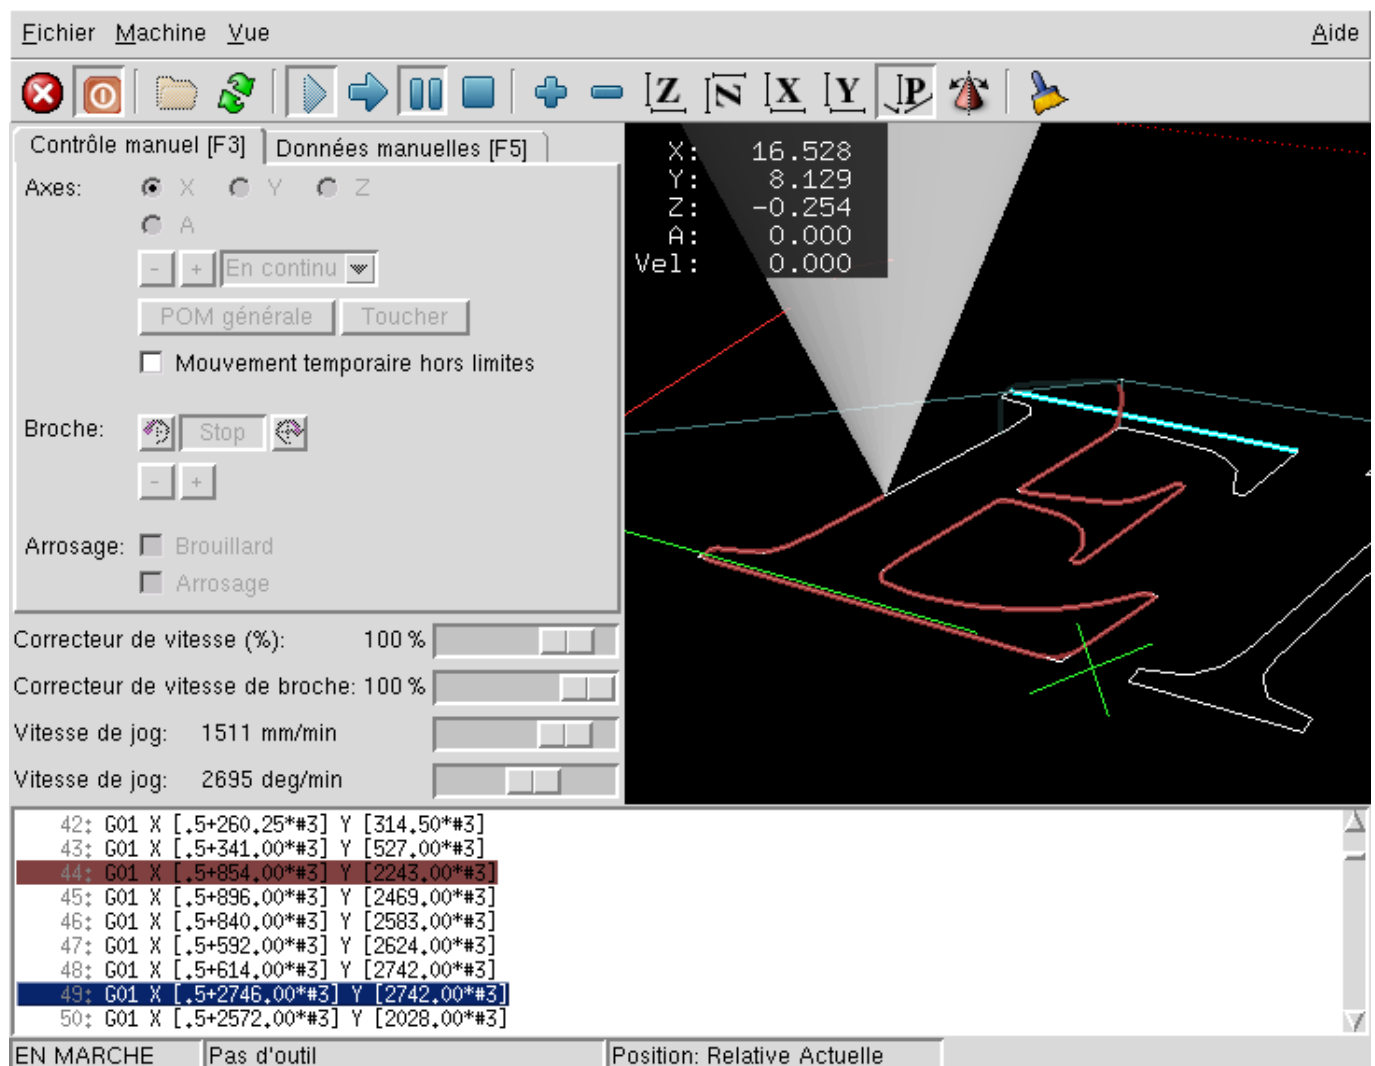 Fichier Machine Vue Aide
Z N X Y P
Contrôle manuel [F3] Données manuelles [F5]
Axes: X Y Z
A
- + En continu
POM générale Toucher
Mouvement temporaire hors limites
Broche: Stop
- +
Arrosage: Brouillard
Arrosage
Correcteur de vitesse (%): 100 %
Correcteur de vitesse de broche: 100 %
Vitesse de jog: 1511 mm/min
Vitesse de jog: 2695 deg/min
X: 16.528
Y: 8.129
Z: -0.254
A: 0.000
Vel: 0.000
42: G01 X [.5+260.25*#3] Y [314.50*#3]
43: G01 X [.5+341.00*#3] Y [527.00*#3]
44: G01 X [.5+854.00*#3] Y [2243.00*#3]
45: G01 X [.5+896.00*#3] Y [2469.00*#3]
46: G01 X [.5+840.00*#3] Y [2583.00*#3]
47: G01 X [.5+592.00*#3] Y [2624.00*#3]
48: G01 X [.5+614.00*#3] Y [2742.00*#3]
49: G01 X [.5+2746.00*#3] Y [2742.00*#3]
50: G01 X [.5+2572.00*#3] Y [2028.00*#3]
EN MARCHE Pas d'outil Position: Relative Actuelle